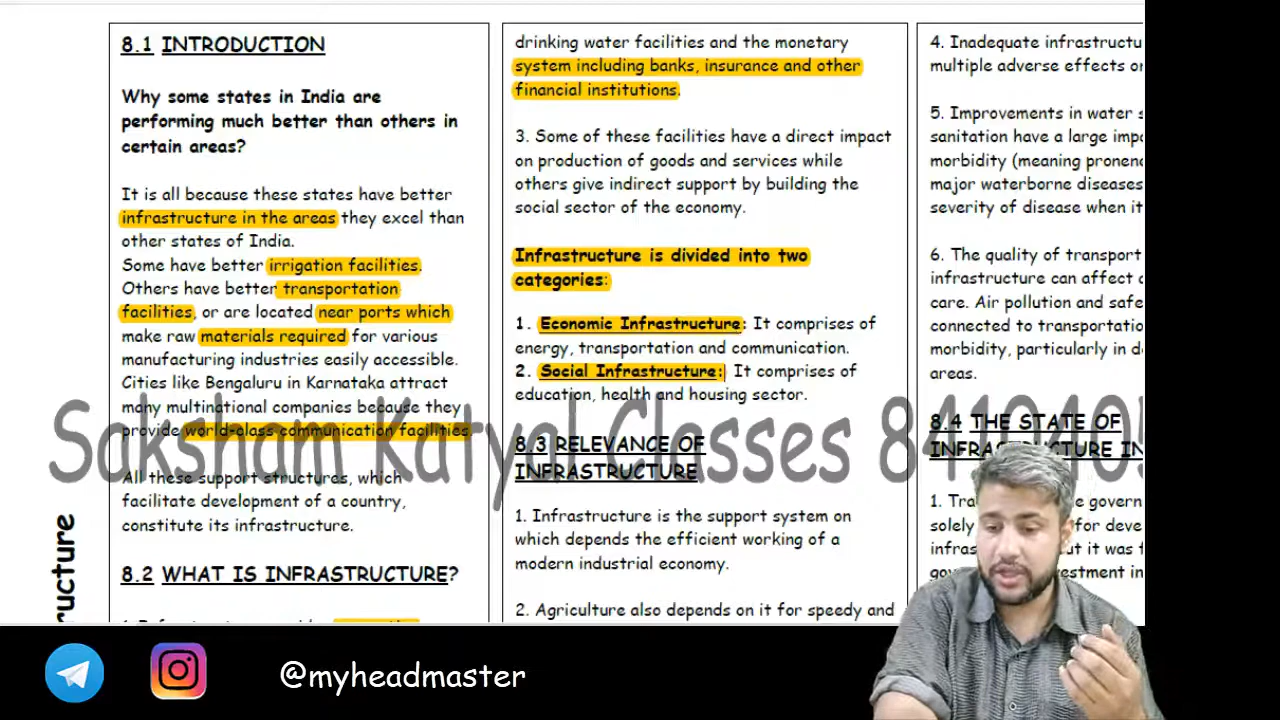 8.1 INTRODUCTION
Why some states in India are
performing much better than others in
certain areas?
It is all because these states have better
infrastructure in the areas they excel than
other states of India.
Some have better irrigation facilities.
Others have better transportation
facilities, or are located near ports which
make raw materials required for various
manufacturing industries easily accessible.
Cities like Bengaluru in Karnataka attract
many multinational companies because they
provide world-class communication facilities.
All these support structures, which
facilitate development of a country,
constitute its infrastructure.
8.2 WHAT IS INFRASTRUCTURE?
ructure
drinking water facilities and the monetary
system including banks, insurance and other
financial institutions.
3. Some of these facilities have a direct impact
on production of goods and services while
others give indirect support by building the
social sector of the economy.
Infrastructure is divided into two
categories:
1. Economic Infrastructure: It comprises of
energy, transportation and communication.
2. Social Infrastructure: It comprises of
education, health and housing sector.
8.3 RELEVANCE OF
INFRASTRUCTURE
1. Infrastructure is the support system on
which depends the efficient working of a
modern industrial economy.
2. Agriculture also depends on it for speedy and
4. Inadequate infrastructu
multiple adverse effects
5. Improvements in water
sanitation have a large imp
morbidity (meaning
major waterborne diseases
severity of disease when it
6. The quality of transport
infrastructure can affect
care. Air pollution and safe
connected to transportatio
morbidity, particularly in
areas.
8.4 THE STATE OF
INFRASTRUCTURE IN
1. govern
solely for deve
infras ut it was
gov estment in
Saksham Katyal Classes
@myheadmaster